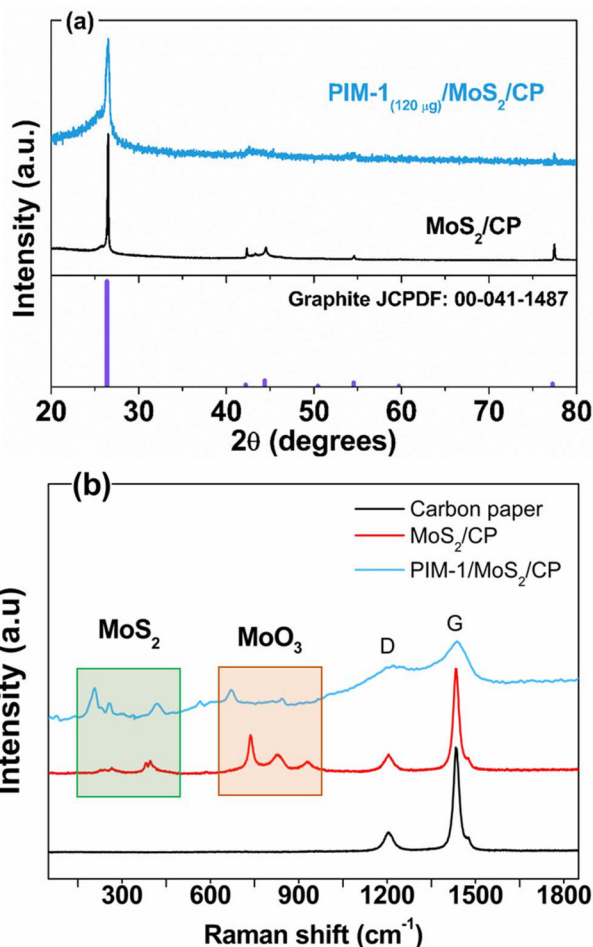 (a)
PIM-1(120 μg)/MoS2/CP
MoS2/CP
Intensity (a.u.)
Graphite JCPDF: 00-041-1487
20 30 40 50 60 70 80
2θ (degrees)
(b)
Carbon paper
MoS2/CP
PIM-1/MoS2/CP
MoS2
MoO3
D
G
Intensity (a.u)
300 600 900 1200 1500 1800
Raman shift (cm-1)